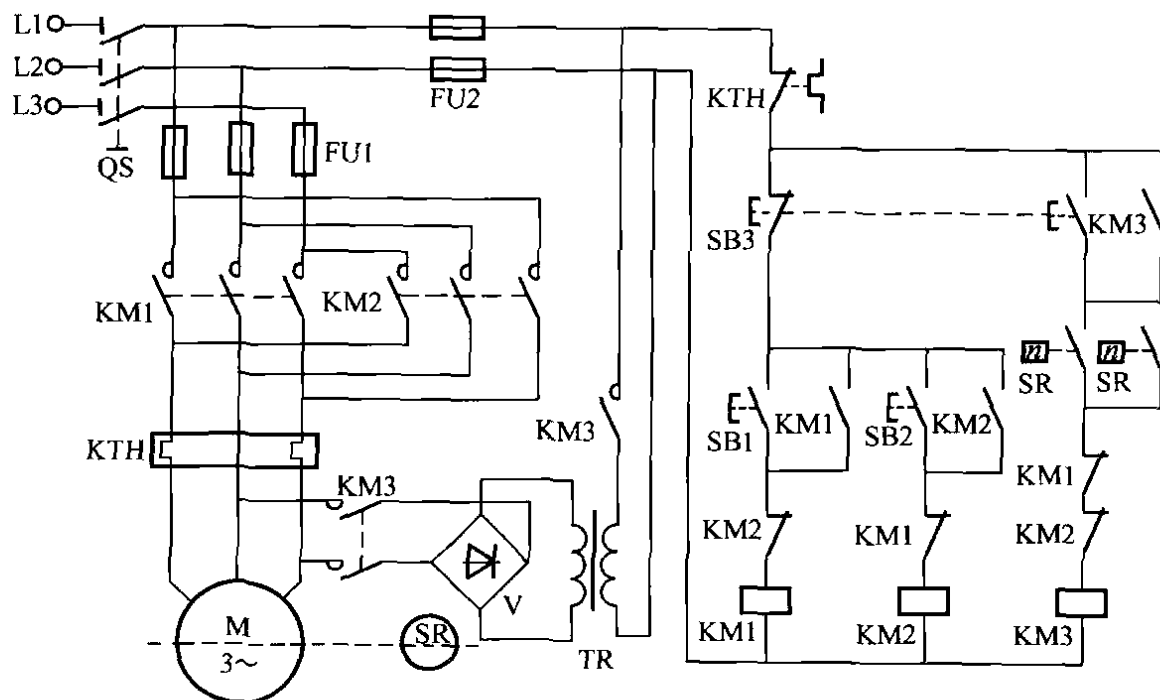 L1
L2
L3
QS
FU1
FU2
KTH
SB3
KM3
KM1
KM2
n
SR
n
SR
KM3
SB1
KM1
SB2
KM2
KTH
KM3
KM1
KM2
KM1
KM2
V
KM1
KM2
KM3
M
3~
SR
TR